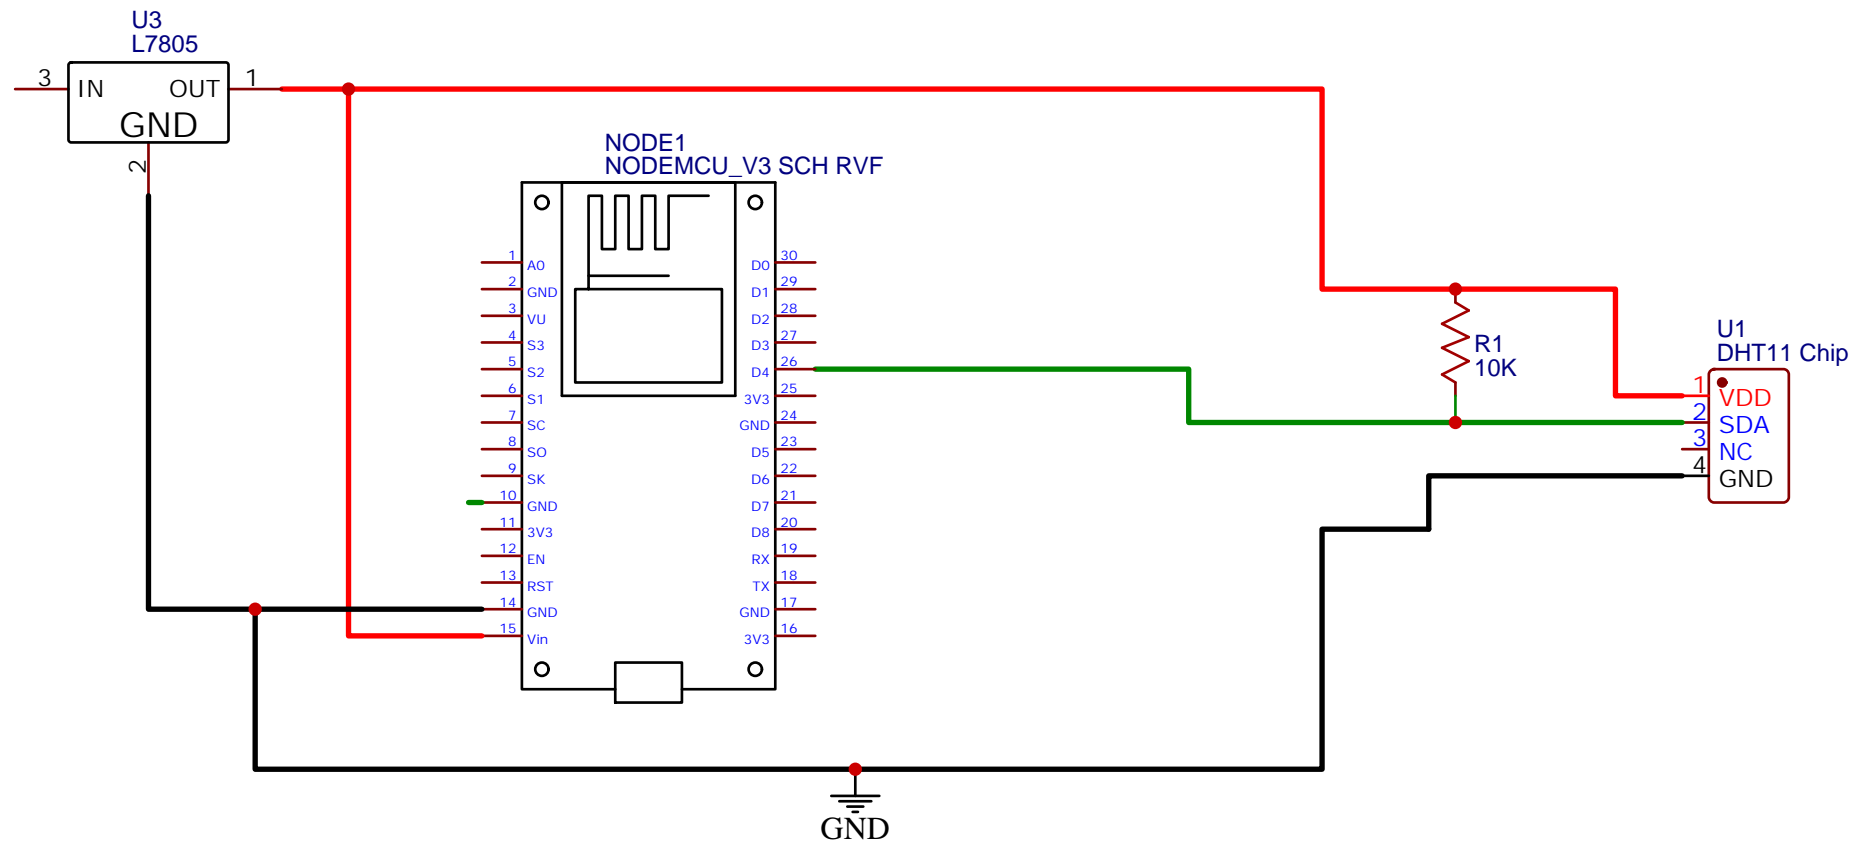 U3
L7805
3 IN OUT 1
GND
2
NODE1
NODEMCU_V3 SCH RVF
1 A0 D0 30
2 GND D1 29
3 VU D2 28
4 S3 D3 27
5 S2 D4 26
6 S1 3V3 25
7 SC GND 24
8 SO D5 23
9 SK D6 22
10 GND D7 21
11 3V3 D8 20
12 EN RX 19
13 RST TX 18
14 GND GND 17
15 Vin 3V3 16
R1
10K
U1
DHT11 Chip
1 VDD
2 SDA
3 NC
4 GND
GND